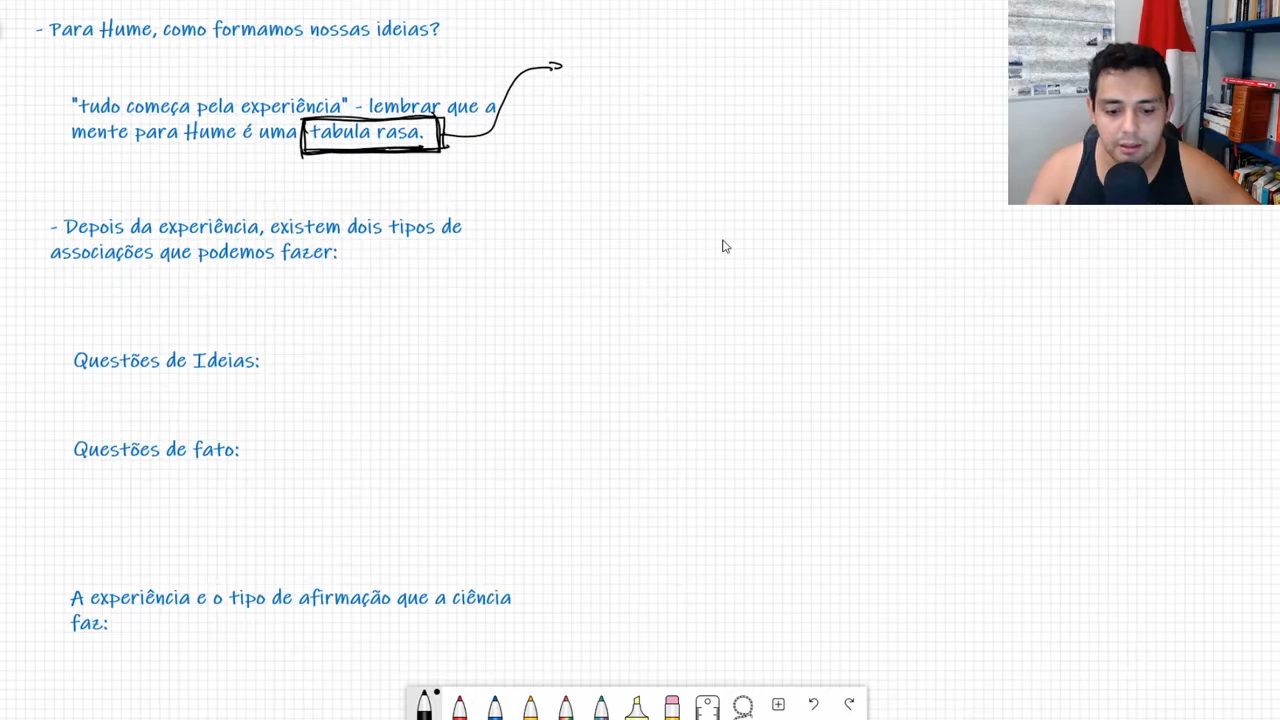 - Para Hume, como formamos nossas ideias?
"tudo começa pela experiência" - lembrar que a
mente para Hume é uma tabula rasa.
- Depois da experiência, existem dois tipos de
associações que podemos fazer:
Questões de Ideias:
Questões de fato:
A experiência e o tipo de afirmação que a ciência
faz: